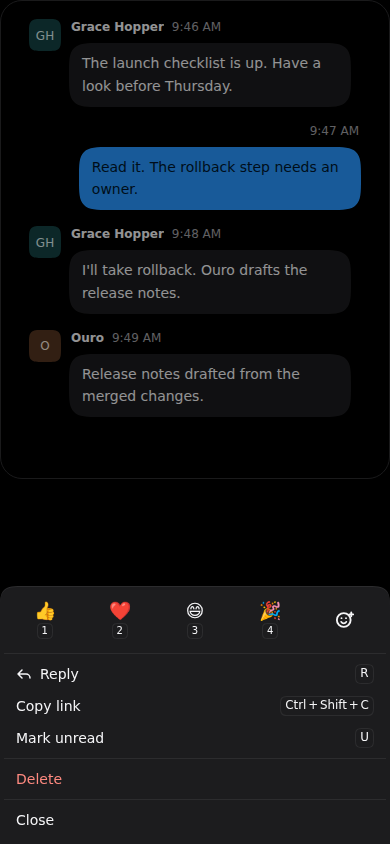 GH
Grace Hopper 9:46 AM
The launch checklist is up. Have a
look before Thursday.
9:47 AM
Read it. The rollback step needs an
owner.
GH
Grace Hopper 9:48 AM
I'll take rollback. Ouro drafts the
release notes.
O
Ouro 9:49 AM
Release notes drafted from the
merged changes.
1 2 3 4
Reply R
Copy link Ctrl+Shift+C
Mark unread U
Delete
Close